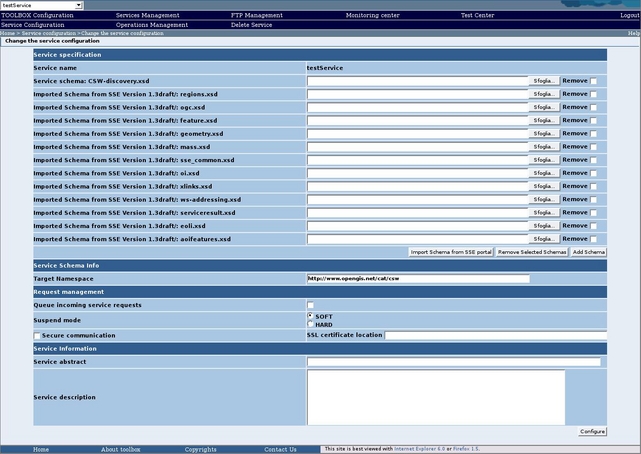 testService
TOOLBOX Configuration Services Management FTP Management Monitoring center Test Center Logout
Service Configuration Operations Management Delete Service
Home > Service configuration > Change the service configuration Help
Change the service configuration
Service specification
Service name testService
Service schema: CSW-discovery.xsd Sfoglia... Remove
Imported Schema from SSE Version 1.3draft/: regions.xsd Sfoglia... Remove
Imported Schema from SSE Version 1.3draft/: ogc.xsd Sfoglia... Remove
Imported Schema from SSE Version 1.3draft/: feature.xsd Sfoglia... Remove
Imported Schema from SSE Version 1.3draft/: geometry.xsd Sfoglia... Remove
Imported Schema from SSE Version 1.3draft/: mass.xsd Sfoglia... Remove
Imported Schema from SSE Version 1.3draft/: sse_common.xsd Sfoglia... Remove
Imported Schema from SSE Version 1.3draft/: oi.xsd Sfoglia... Remove
Imported Schema from SSE Version 1.3draft/: xlinks.xsd Sfoglia... Remove
Imported Schema from SSE Version 1.3draft/: ws-addressing.xsd Sfoglia... Remove
Imported Schema from SSE Version 1.3draft/: serviceresult.xsd Sfoglia... Remove
Imported Schema from SSE Version 1.3draft/: eoli.xsd Sfoglia... Remove
Imported Schema from SSE Version 1.3draft/: aoifeatures.xsd Sfoglia... Remove
Import Schema from SSE portal Remove Selected Schemas Add Schema
Service Schema Info
Target Namespace http://www.opengis.net/cat/csw
Request management
Queue incoming service requests
Suspend mode SOFT
HARD
Secure communication SSL certificate location
Service Information
Service abstract
Service description
Configure
Home About toolbox Copyrights Contact Us This site is best viewed with Internet Explorer 6.0 or Firefox 1.5.